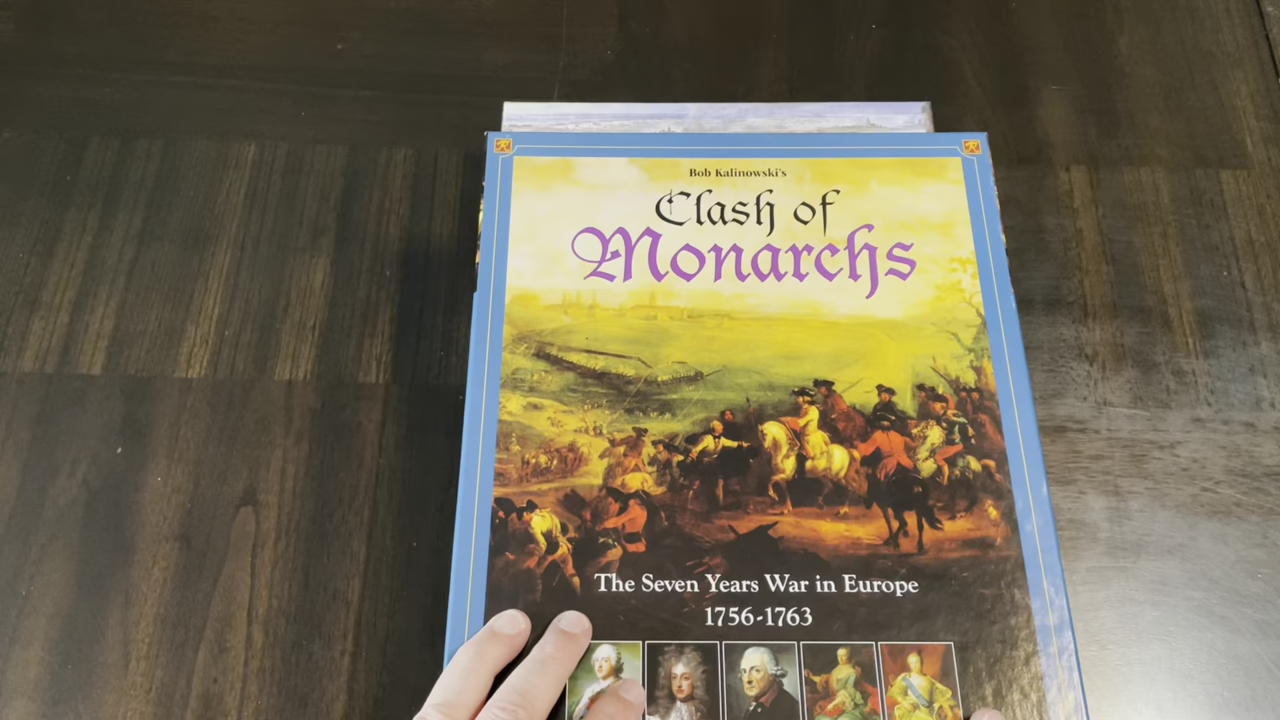 Bob Kalinowski's
Clash of
Monarchs
The Seven Years War in Europe
1756-1763